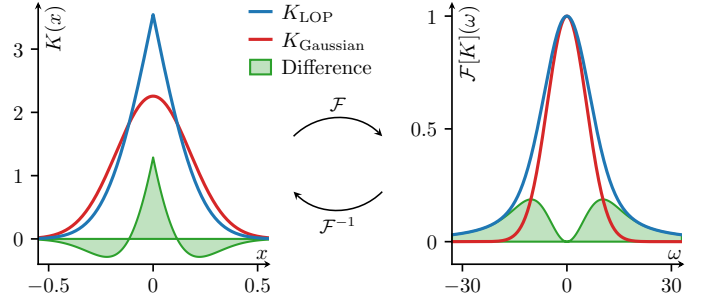 K(x)
3
2
1
0
−0.5
0
0.5
x
K_LOP
K_Gaussian
Difference
ℱ
ℱ⁻¹
ℱ[K](ω)
1
0.5
0
−30
0
30
ω